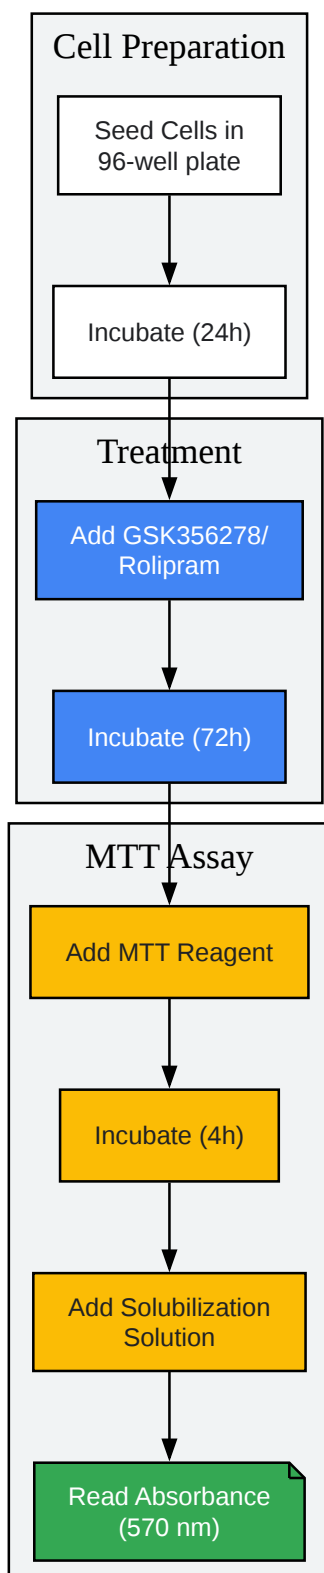 Cell Preparation
Seed Cells in
96-well plate
Incubate (24h)
Treatment
Add GSK356278/
Rolipram
Incubate (72h)
MTT Assay
Add MTT Reagent
Incubate (4h)
Add Solubilization
Solution
Read Absorbance
(570 nm)